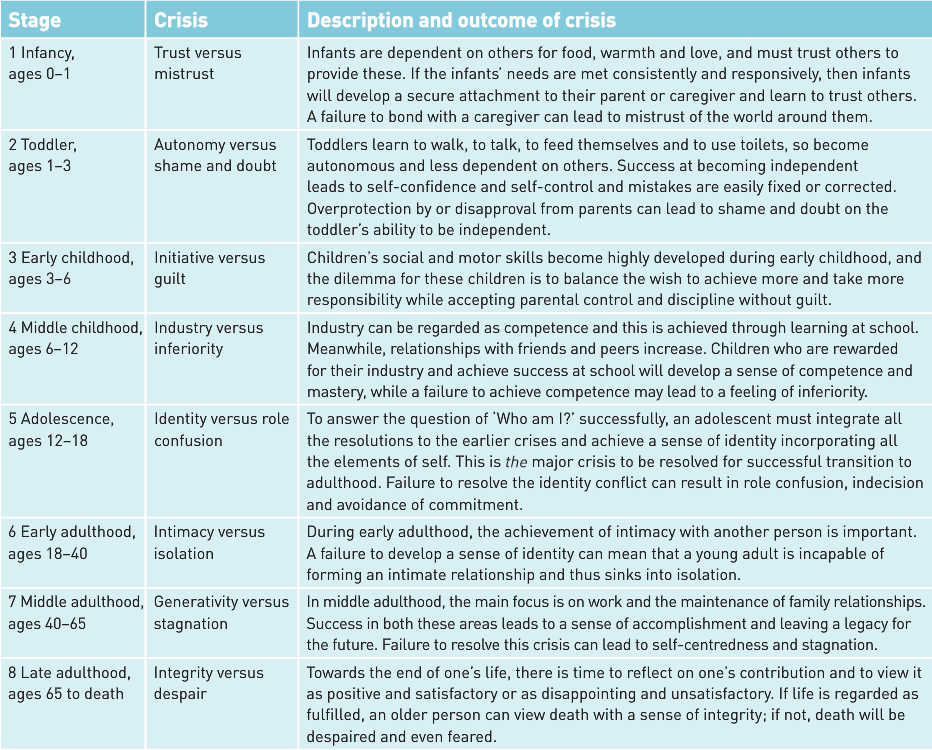 Stage Crisis Description and outcome of crisis
1 Infancy,
ages 0–1
Trust versus
mistrust
Infants are dependent on others for food, warmth and love, and must trust others to
provide these. If the infants’ needs are met consistently and responsively, then infants
will develop a secure attachment to their parent or caregiver and learn to trust others.
A failure to bond with a caregiver can lead to mistrust of the world around them.
2 Toddler,
ages 1–3
Autonomy versus
shame and doubt
Toddlers learn to walk, to talk, to feed themselves and to use toilets, so become
autonomous and less dependent on others. Success at becoming independent
leads to self-confidence and self-control and mistakes are easily fixed or corrected.
Overprotection by or disapproval from parents can lead to shame and doubt on the
toddler’s ability to be independent.
3 Early childhood,
ages 3–6
Initiative versus
guilt
Children’s social and motor skills become highly developed during early childhood, and
the dilemma for these children is to balance the wish to achieve more and take more
responsibility while accepting parental control and discipline without guilt.
4 Middle childhood,
ages 6–12
Industry versus
inferiority
Industry can be regarded as competence and this is achieved through learning at school.
Meanwhile, relationships with friends and peers increase. Children who are rewarded
for their industry and achieve success at school will develop a sense of competence and
mastery, while a failure to achieve competence may lead to a feeling of inferiority.
5 Adolescence,
ages 12–18
Identity versus role
confusion
To answer the question of ‘Who am I?’ successfully, an adolescent must integrate all
the resolutions to the earlier crises and achieve a sense of identity incorporating all
the elements of self. This is the major crisis to be resolved for successful transition to
adulthood. Failure to resolve the identity conflict can result in role confusion, indecision
and avoidance of commitment.
6 Early adulthood,
ages 18–40
Intimacy versus
isolation
During early adulthood, the achievement of intimacy with another person is important.
A failure to develop a sense of identity can mean that a young adult is incapable of
forming an intimate relationship and thus sinks into isolation.
7 Middle adulthood,
ages 40–65
Generativity versus
stagnation
In middle adulthood, the main focus is on work and the maintenance of family relationships.
Success in both these areas leads to a sense of accomplishment and leaving a legacy for
the future. Failure to resolve this crisis can lead to self-centredness and stagnation.
8 Late adulthood,
ages 65 to death
Integrity versus
despair
Towards the end of one’s life, there is time to reflect on one’s contribution and to view it
as positive and satisfactory or as disappointing and unsatisfactory. If life is regarded as
fulfilled, an older person can view death with a sense of integrity; if not, death will be
despaired and even feared.